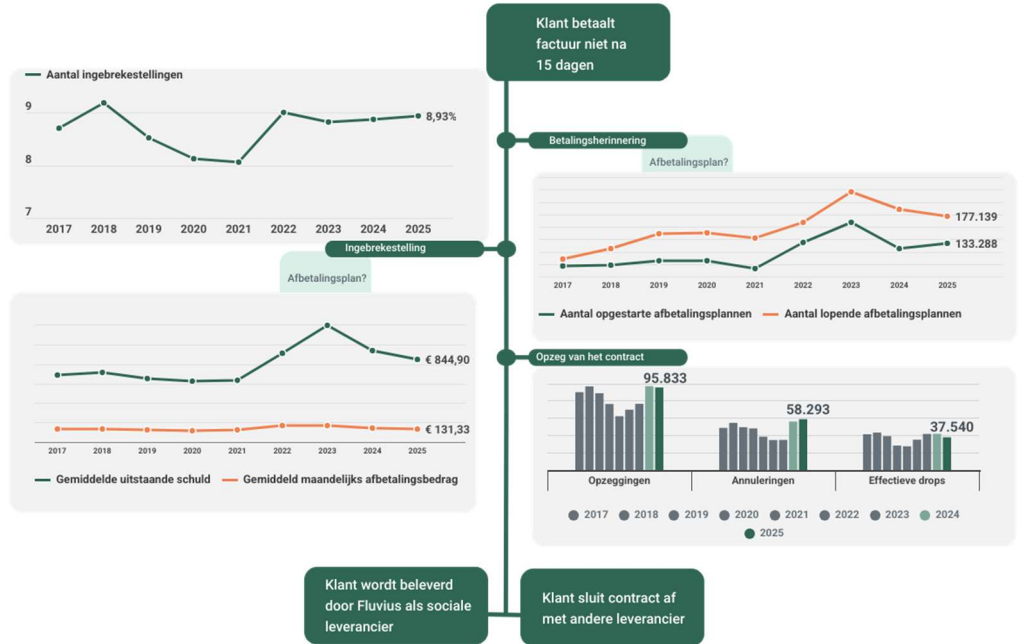 Klant betaalt
factuur niet na
15 dagen
Aantal ingebrekestellingen
9
8
7
8,93%
2017 2018 2019 2020 2021 2022 2023 2024 2025
Betalingsherinnering
Afbetalingsplan?
177.139
133.288
2017 2018 2019 2020 2021 2022 2023 2024 2025
Aantal opgestarte afbetalingsplannen Aantal lopende afbetalingsplannen
Ingebrekestelling
Afbetalingsplan?
€ 844,90
€ 131,33
2017 2018 2019 2020 2021 2022 2023 2024 2025
Gemiddelde uitstaande schuld Gemiddeld maandelijks afbetalingsbedrag
Opzeg van het contract
95.833
58.293
37.540
Opzeggingen Annuleringen Effectieve drops
2017 2018 2019 2020 2021 2022 2023 2024
2025
Klant wordt beleverd
door Fluvius als sociale
leverancier
Klant sluit contract af
met andere leverancier